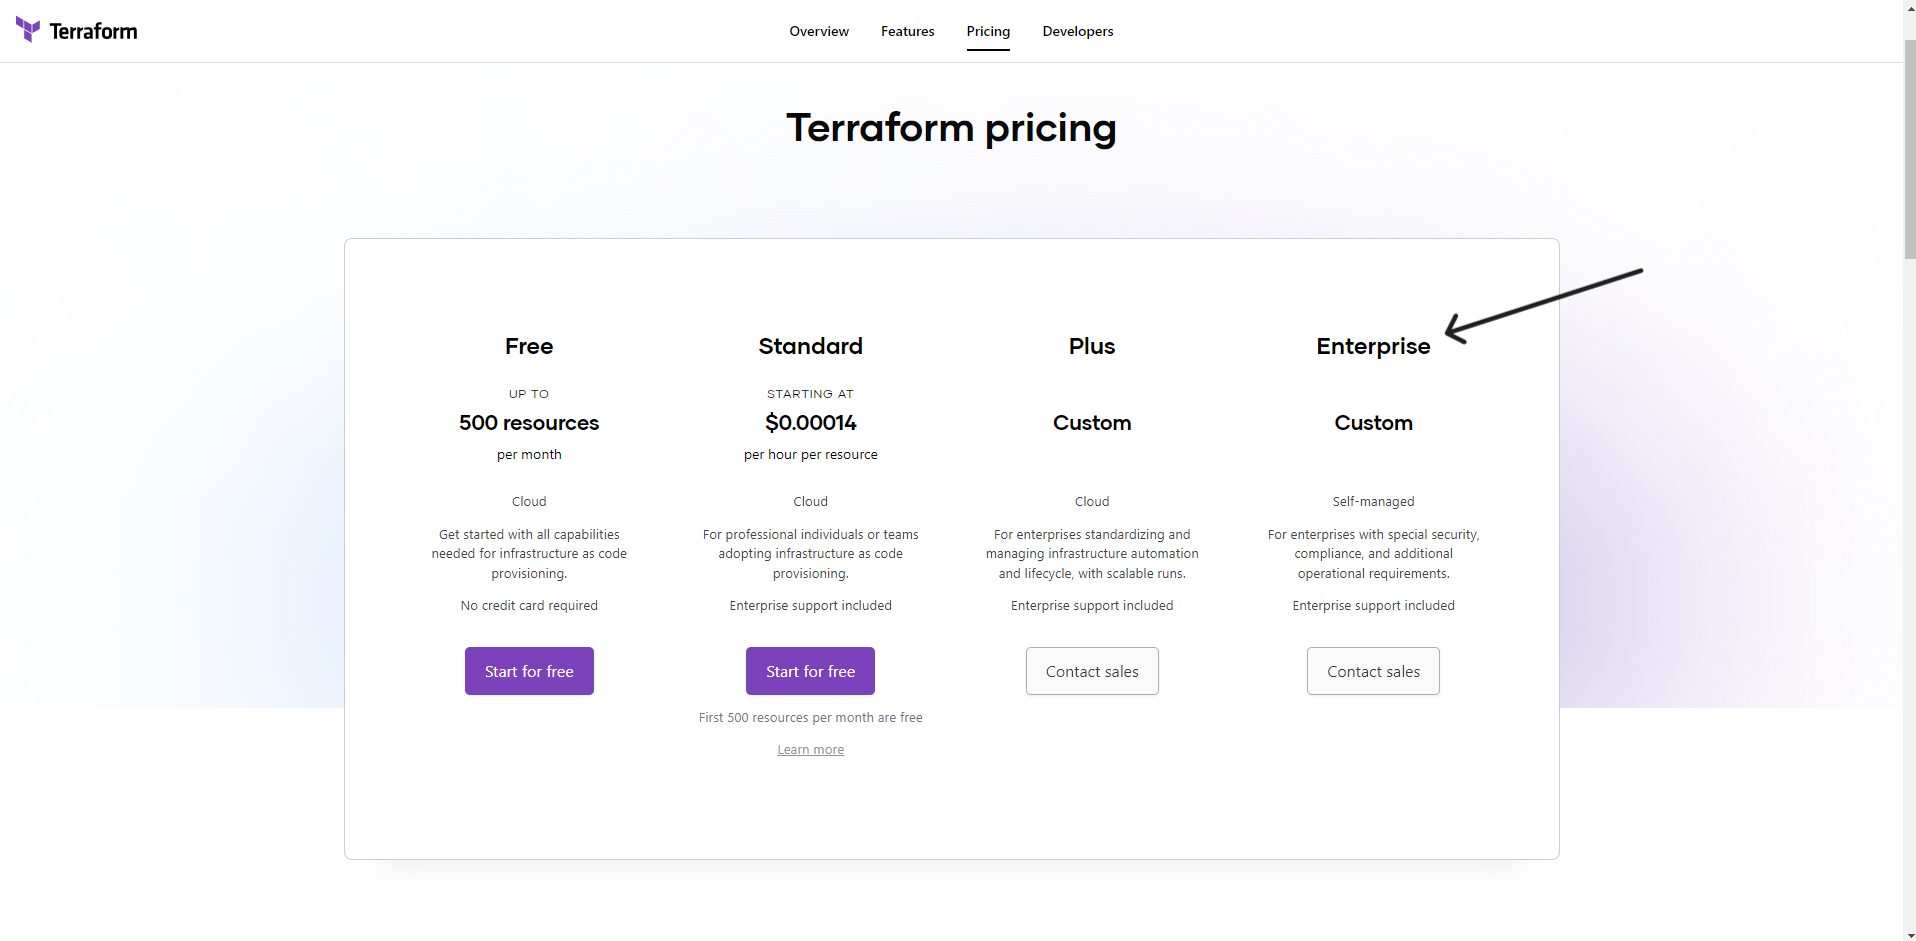 Terraform
Overview
Features
Pricing
Developers
Terraform pricing
Free
UP TO
500 resources
per month
Cloud
Get started with all capabilities
needed for infrastructure as code
provisioning.
No credit card required
Start for free
Standard
STARTING AT
$0.00014
per hour per resource
Cloud
For professional individuals or teams
adopting infrastructure as code
provisioning.
Enterprise support included
Start for free
First 500 resources per month are free
Learn more
Plus
Custom
Cloud
For enterprises standardizing and
managing infrastructure automation
and lifecycle, with scalable runs.
Enterprise support included
Contact sales
Enterprise
Custom
Self-managed
For enterprises with special security,
compliance, and additional
operational requirements.
Enterprise support included
Contact sales